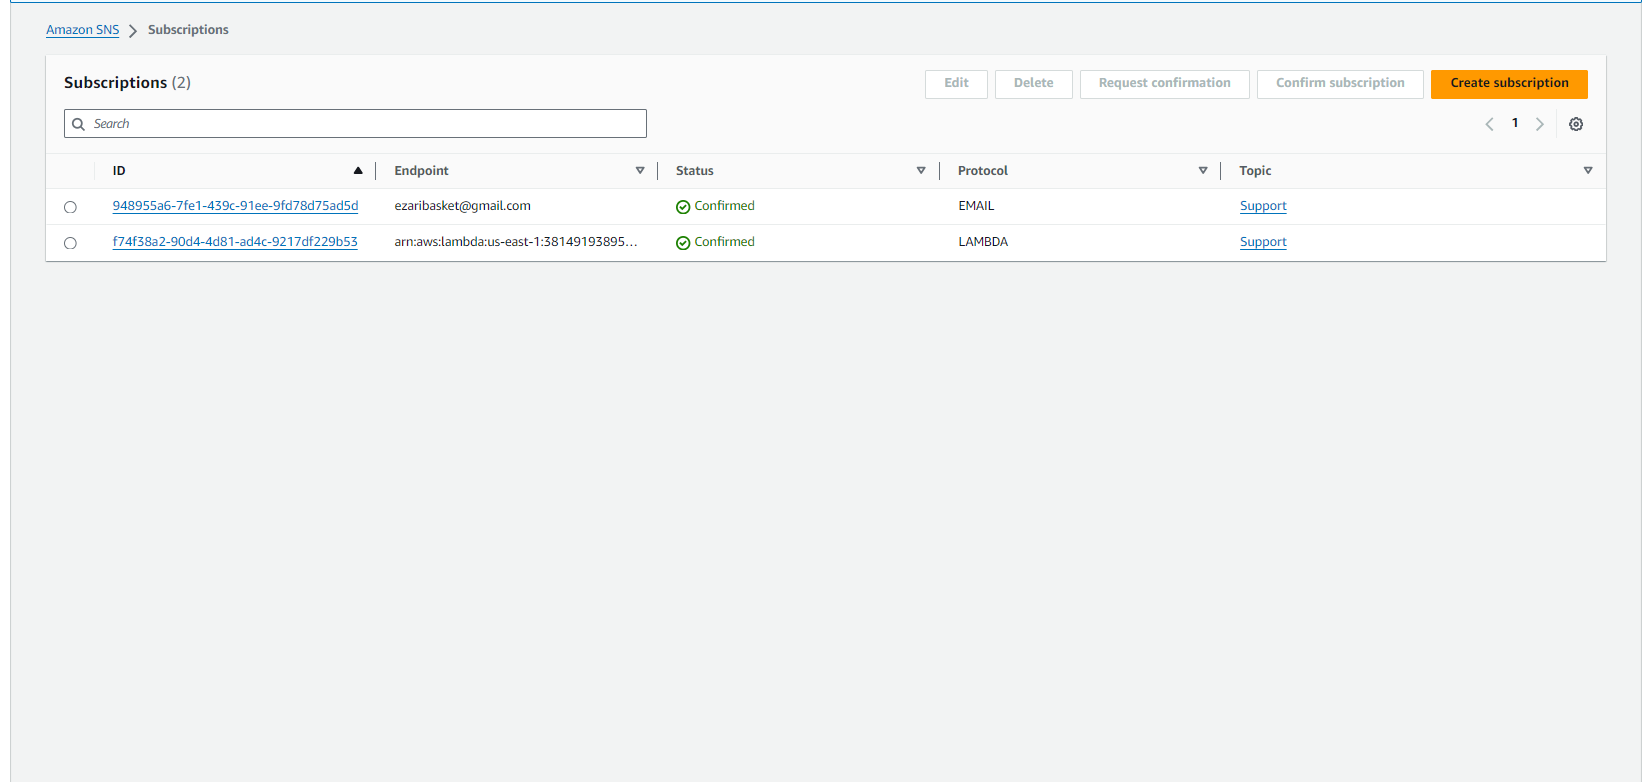 Amazon SNS > Subscriptions
Subscriptions (2)
Edit Delete Request confirmation Confirm subscription Create subscription
Search
1
ID Endpoint Status Protocol Topic
948955a6-7fe1-439c-91ee-9fd78d75ad5d ezaribasket@gmail.com Confirmed EMAIL Support
f74f38a2-90d4-4d81-ad4c-9217df229b53 arn:aws:lambda:us-east-1:38149193895... Confirmed LAMBDA Support